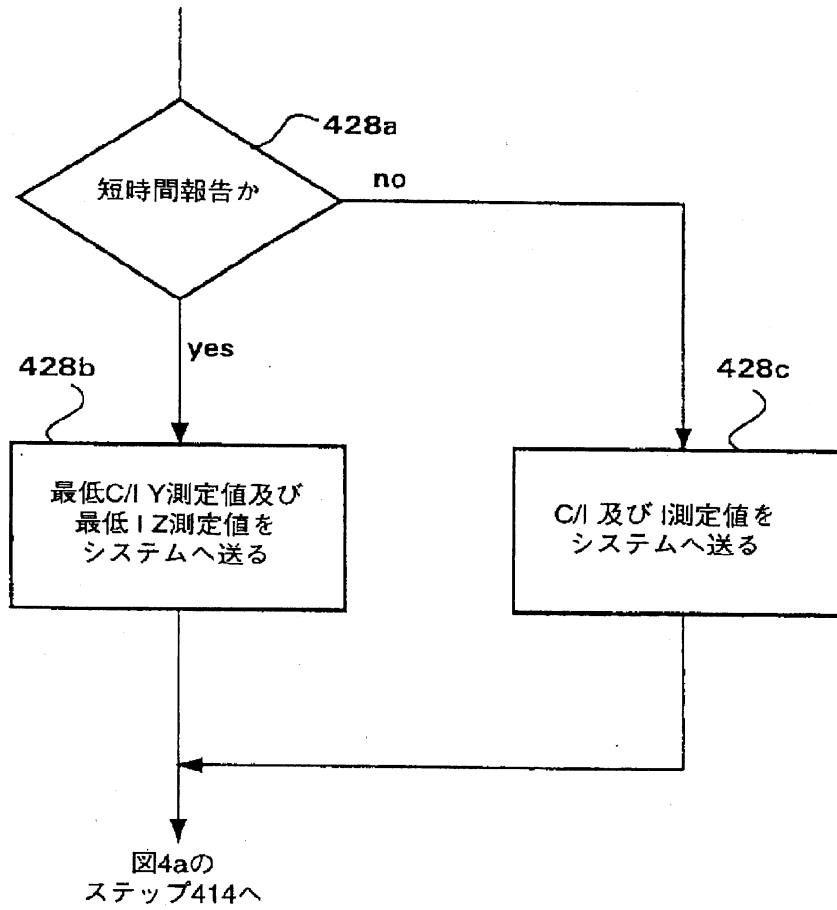 428a
短時間報告か
no
yes
428b
428c
最低C/I Y測定値及び
最低 I Z測定値を
システムへ送る
C/I 及び I測定値を
システムへ送る
図4aの
ステップ414へ